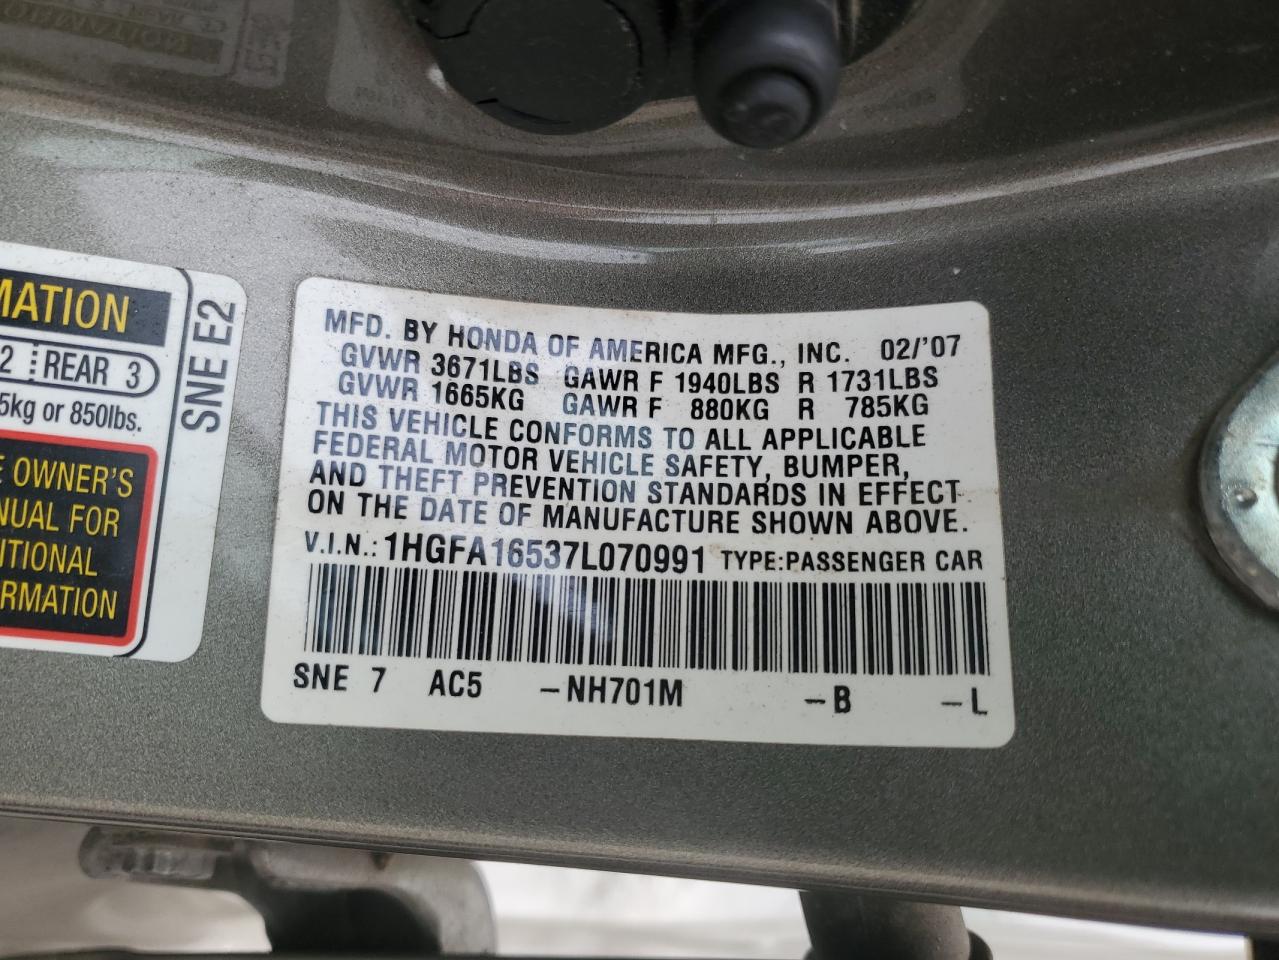 MATION
2 REAR 3
5kg or 850lbs.
E OWNER'S
NUAL FOR
ITIONAL
RMATION
SNE E2
MFD. BY HONDA OF AMERICA MFG., INC. 02/'07
GVWR 3671LBS GAWR F 1940LBS R 1731LBS
GVWR 1665KG GAWR F 880KG R 785KG
THIS VEHICLE CONFORMS TO ALL APPLICABLE
FEDERAL MOTOR VEHICLE SAFETY, BUMPER,
AND THEFT PREVENTION STANDARDS IN EFFECT
ON THE DATE OF MANUFACTURE SHOWN ABOVE.
V.I.N.: 1HGFA16537L070991 TYPE:PASSENGER CAR
SNE 7 AC5 -NH701M -B -L